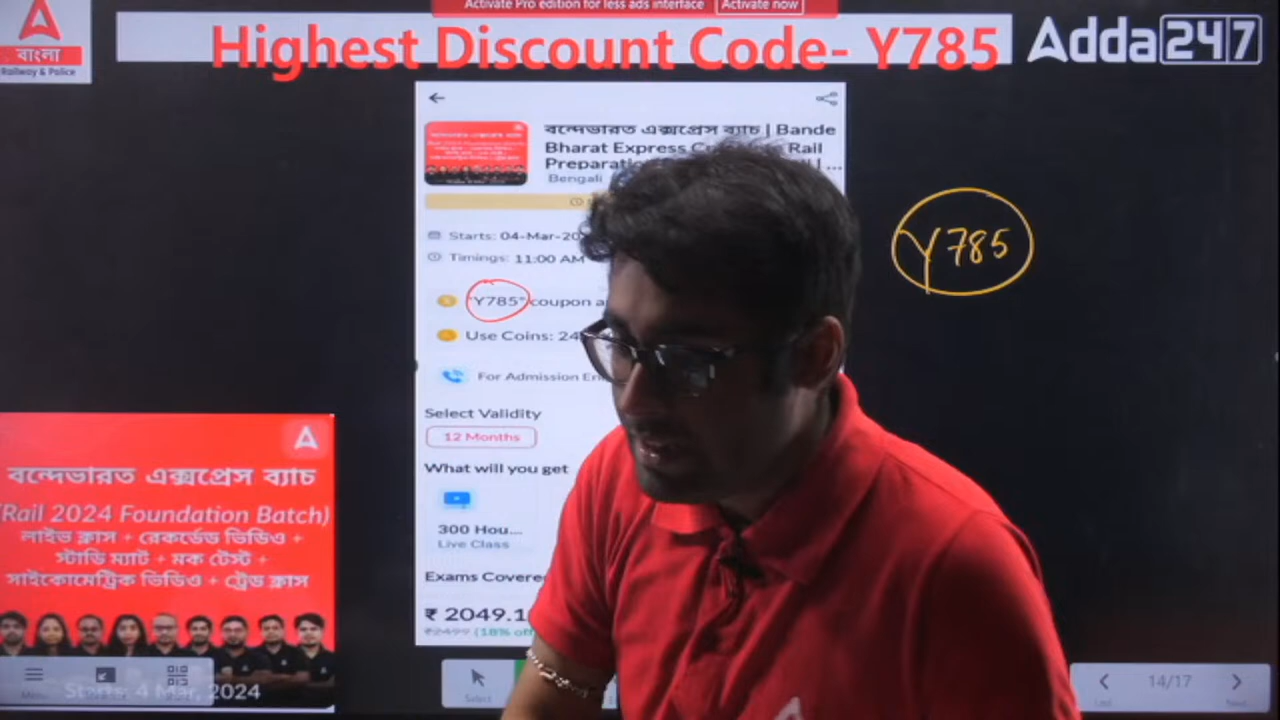 Activate Pro edition for less ads interface Activate now
Highest Discount Code- Y785
Adda247
বাংলা
Railway & Police
বন্দেভারত এক্সপ্রেস ব্যাচ | Bande
Bharat Express Rail
Bengali
Starts: 04-Mar-20
Timings: 11:00 AM
"Y785" coupon
Use Coins: 24
For Admission
Select Validity
12 Months
What will you get
300 Hou...
Live Class
Exams Covere
₹ 2049.1
₹2499 (18% off
Y785
বন্দেভারত এক্সপ্রেস ব্যাচ
(Rail 2024 Foundation Batch)
লাইভ ক্লাস + রেকর্ডেড ভিডিও +
স্টাডি ম্যাট + মক টেস্ট +
সাইকোমেট্রিক ভিডিও + ট্রেড ক্লাস
Starts: 4 Mar, 2024
Select
14/17
Next